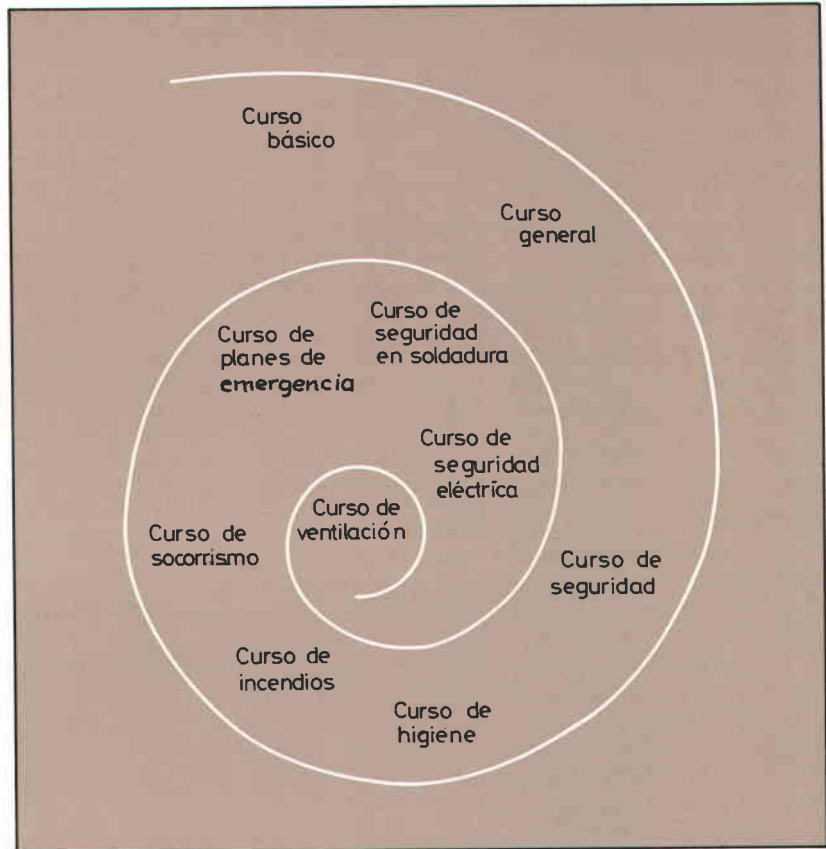 Curso
básico
Curso
general
Curso de
seguridad
en soldadura
Curso de
planes de
emergencia
Curso de
seguridad
eléctrica
Curso de
ventilación
Curso de
socorrismo
Curso de
seguridad
Curso de
incendios
Curso de
higiene